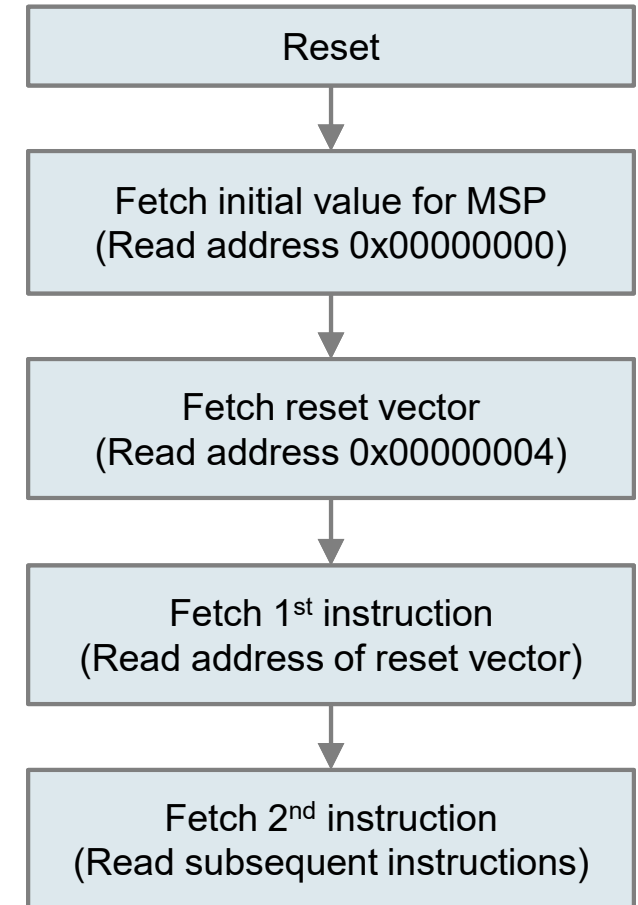 Reset
Fetch initial value for MSP
(Read address 0x00000000)
Fetch reset vector
(Read address 0x00000004)
Fetch 1st instruction
(Read address of reset vector)
Fetch 2nd instruction
(Read subsequent instructions)